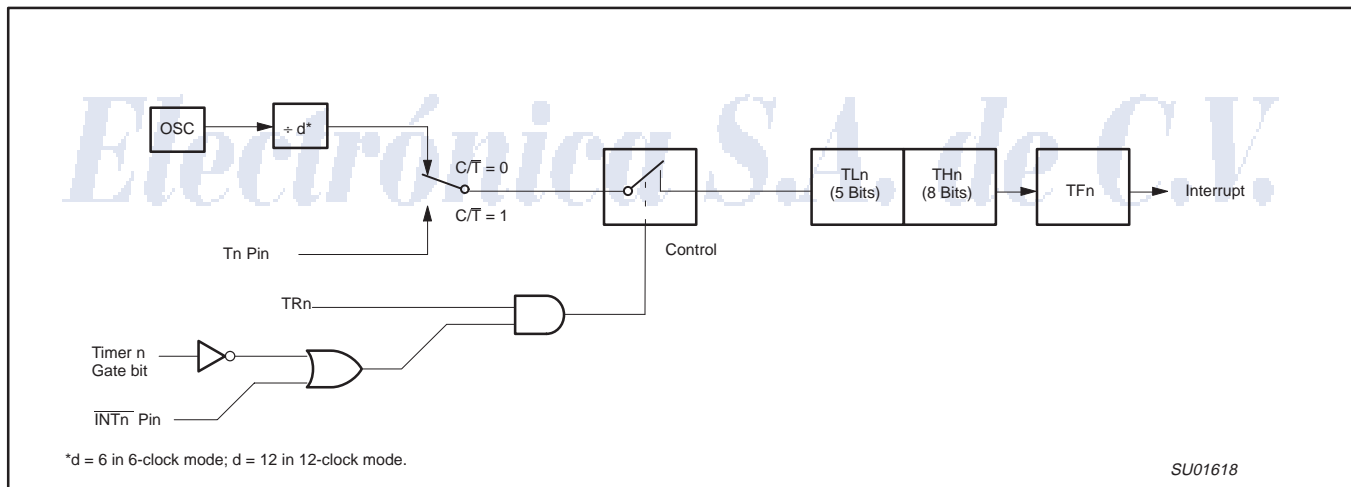 Electrónica S.A. de C.V.
OSC
÷ d*
C/T̅ = 0
C/T̅ = 1
Tn Pin
Control
TLn
(5 Bits)
THn
(8 Bits)
TFn
Interrupt
TRn
Timer n
Gate bit
I̅N̅T̅n̅ Pin
*d = 6 in 6-clock mode; d = 12 in 12-clock mode.
SU01618